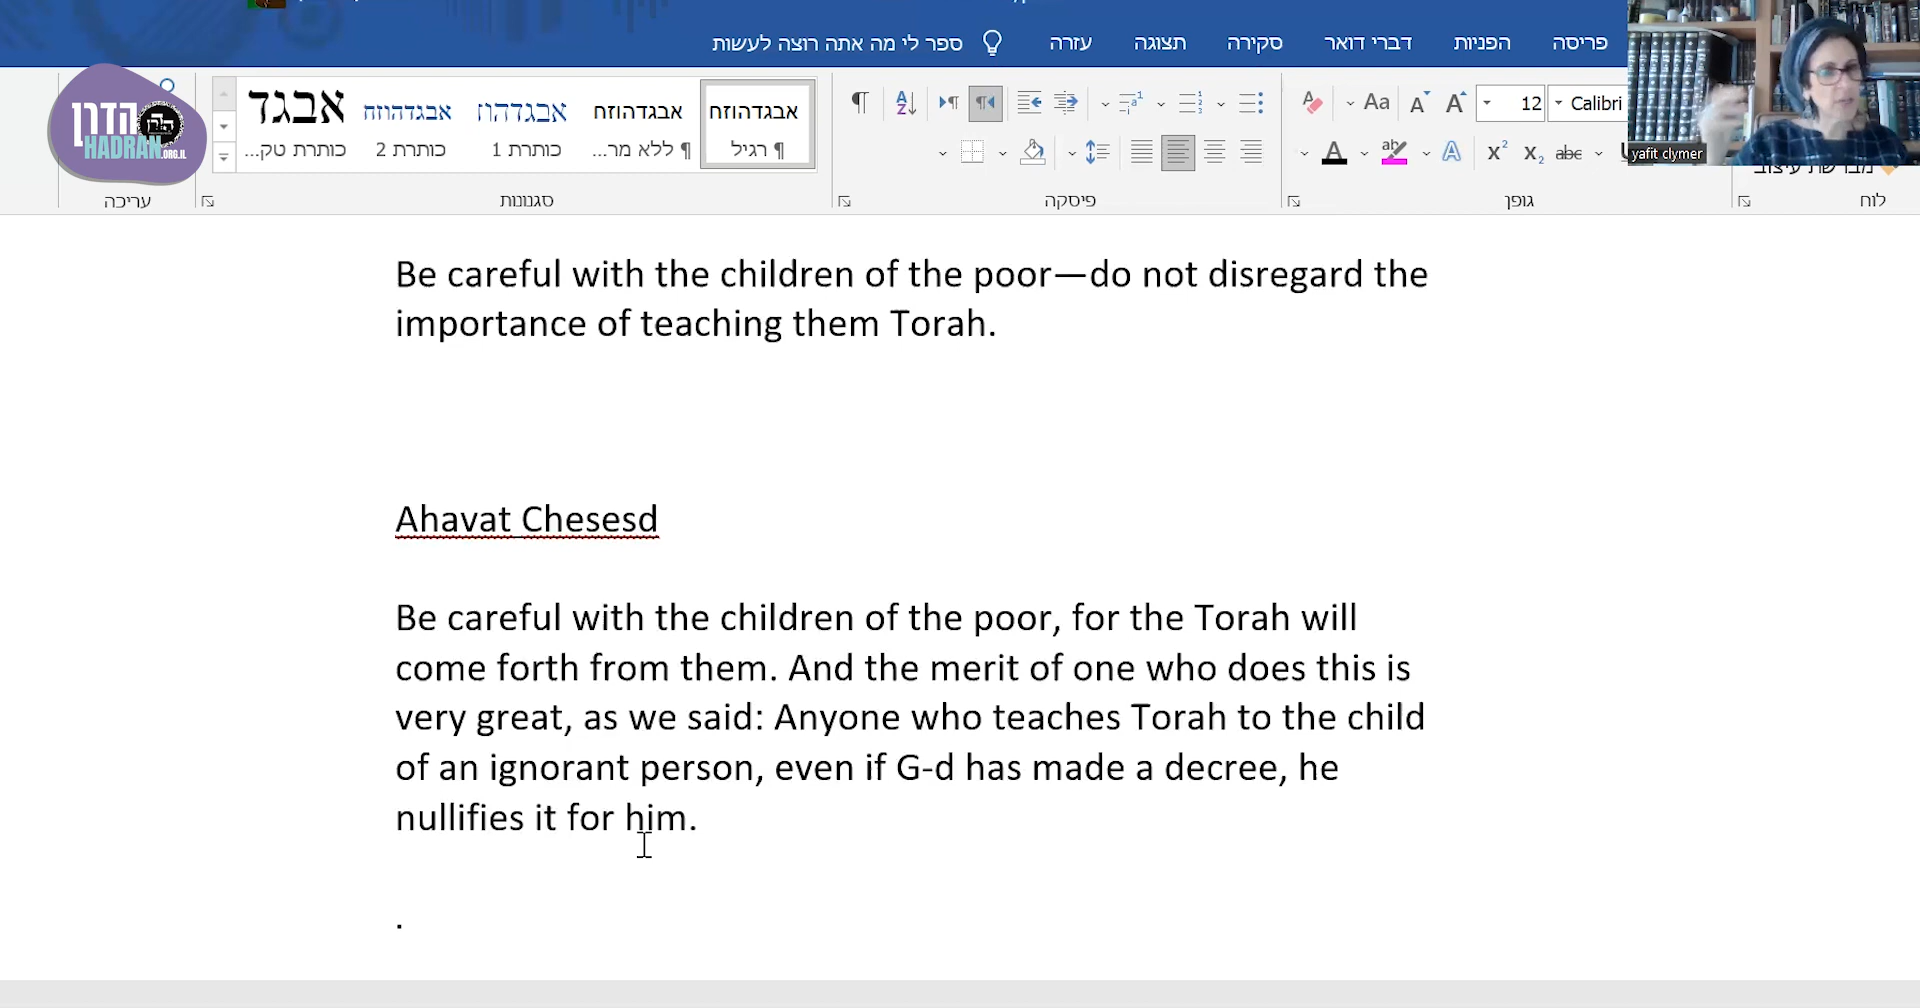 פריסה הפניות דברי דואר סקירה תצוגה עזרה ספר לי מה אתה רוצה לעשות
הדרן
HADRAN.ORG.IL
Calibri 12 Aa
אבגדהוזח אבגדהוזח אבגדהוז אבגדהוזח אבגד
¶ רגיל ¶ ללא מר... כותרת 1 כותרת 2 כותרת טק...
yafit clymer
מברשת עיצוב
לוח גופן פיסקה סגנונות עריכה
Be careful with the children of the poor—do not disregard the
importance of teaching them Torah.
Ahavat Chesesd
Be careful with the children of the poor, for the Torah will
come forth from them. And the merit of one who does this is
very great, as we said: Anyone who teaches Torah to the child
of an ignorant person, even if G-d has made a decree, he
nullifies it for him.
.